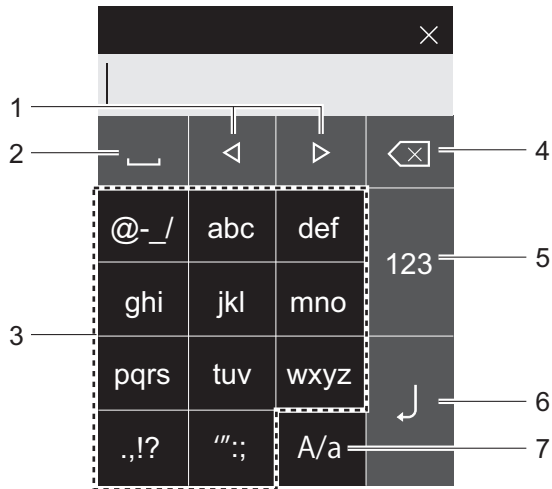 1
2
4
@-_/ abc def
123 5
ghi jkl mno
3
pqrs tuv wxyz
6
.,!? '":; A/a 7